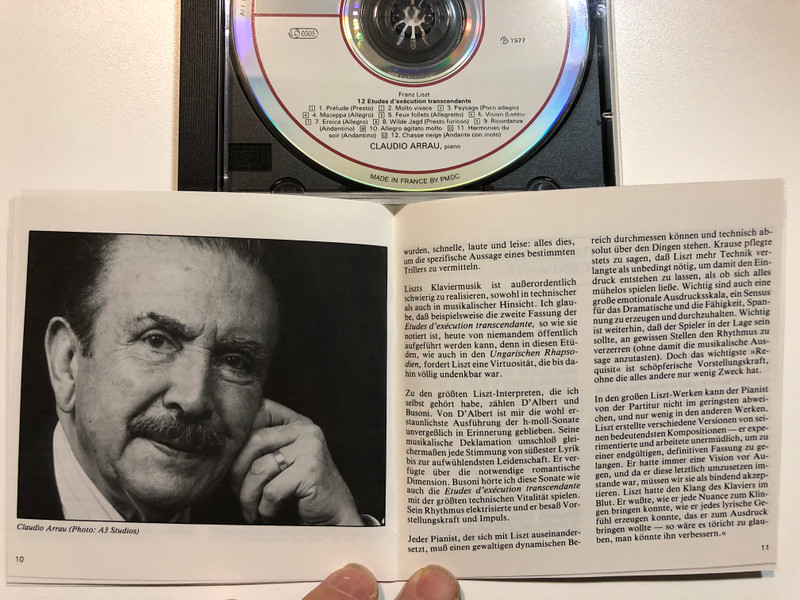 LC 0305
℗ 1977
Franz Liszt
12 Etudes d'exécution transcendante
1 1. Prélude (Presto) 2 2. Molto vivace 3 3. Paysage (Poco adagio)
4 4. Mazeppa (Allegro) 5 5. Feux follets (Allegretto) 6 6. Vision (Lento)
7 7. Eroica (Allegro) 8 8. Wilde Jagd (Presto furioso) 9 9. Ricordanza
(Andantino) 10 10. Allegro agitato molto 11 11. Harmonies du
soir (Andantino) 12 12. Chasse neige (Andante con moto)
CLAUDIO ARRAU, piano
MADE IN FRANCE BY PMDC
Claudio Arrau (Photo: A3 Studios)
10
wurden, schnelle, laute und leise: alles dies,
um die spezifische Aussage eines bestimmten
Trillers zu vermitteln.
Liszts Klaviermusik ist außerordentlich
schwierig zu realisieren, sowohl in technischer
als auch in musikalischer Hinsicht. Ich glau-
be, daß beispielsweise die zweite Fassung der
Etudes d'exécution transcendante, so wie sie
notiert ist, heute von niemandem öffentlich
aufgeführt werden kann, denn in diesen Etü-
den, wie auch in den Ungarischen Rhapso-
dien, fordert Liszt eine Virtuosität, die bis da-
hin völlig undenkbar war.
Zu den größten Liszt-Interpreten, die ich
selbst gehört habe, zählen D'Albert und
Busoni. Von D'Albert ist mir die wohl er-
staunlichste Ausführung der h-moll-Sonate
unvergeßlich in Erinnerung geblieben. Seine
musikalische Deklamation umschloß glei-
chermaßen jede Stimmung von süßester Lyrik
bis zur aufwühlendsten Leidenschaft. Er ver-
fügte über die notwendige romantische
Dimension. Busoni hörte ich diese Sonate wie
auch die Etudes d'exécution transcendante
mit der größten technischen Vitalität spielen.
Sein Rhythmus elektrisierte und er besaß Vor-
stellungskraft und Impuls.
Jeder Pianist, der sich mit Liszt auseinander-
setzt, muß einen gewaltigen dynamischen Be-
reich durchmessen können und technisch ab-
solut über den Dingen stehen. Krause pflegte
stets zu sagen, daß Liszt mehr Technik ver-
langte als unbedingt nötig, um damit den Ein-
druck entstehen zu lassen, als ob sich alles
mühelos spielen ließe. Wichtig sind auch eine
große emotionale Ausdrucksskala, ein Sensus
für das Dramatische und die Fähigkeit, Span-
nung zu erzeugen und durchzuhalten. Wichtig
ist weiterhin, daß der Spieler in der Lage sein
sollte, an gewissen Stellen den Rhythmus zu
verzerren (ohne damit die musikalische Aus-
sage anzutasten). Doch das wichtigste »Re-
quisit« ist schöpferische Vorstellungskraft,
ohne die alles andere nur wenig Zweck hat.
In den großen Liszt-Werken kann der Pianist
von der Partitur nicht im geringsten abwei-
chen, und nur wenig in den anderen Werken.
Liszt erstellte verschiedene Versionen von sei-
nen bedeutendsten Kompositionen — er expe-
rimentierte und arbeitete unermüdlich, um zu
einer endgültigen, definitiven Fassung zu ge-
langen. Er hatte immer eine Vision vor Au-
gen, und da er diese letztlich umzusetzen im-
stande war, müssen wir sie als bindend akzep-
tieren. Liszt hatte den Klang des Klaviers im
Blut. Er wußte, wie er jede Nuance zum Klin-
gen bringen konnte, wie er jedes lyrische Ge-
fühl erzeugen konnte, das er zum Ausdruck
bringen wollte — so wäre es töricht zu glau-
ben, man könnte ihn verbessern.«
11